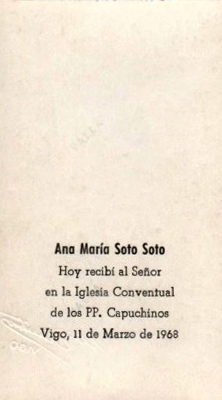 Ana María Soto Soto
Hoy recibí al Señor
en la Iglesia Conventual
de los PP. Capuchinos
Vigo, 11 de Marzo de 1968